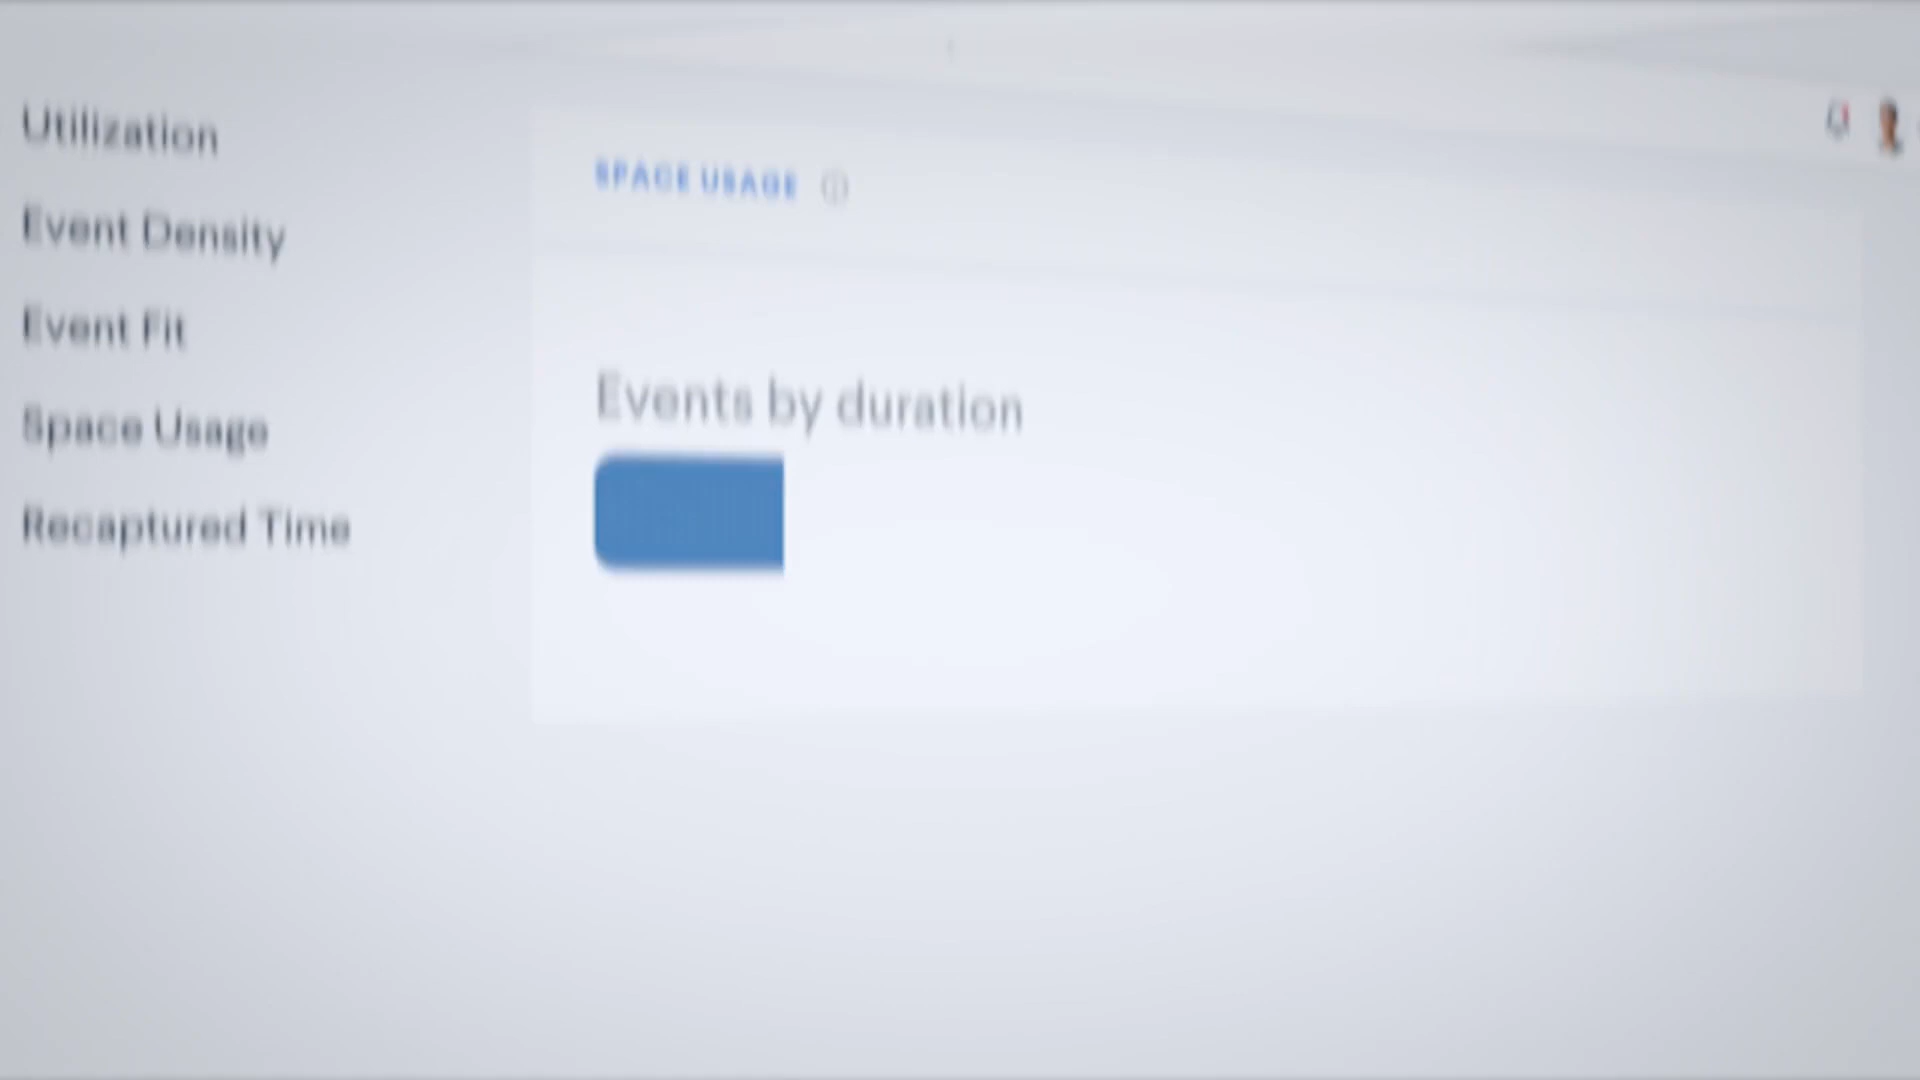 Utilization
Event Density
Event Fit
Space Usage
Recaptured Time
SPACE USAGE
Events by duration